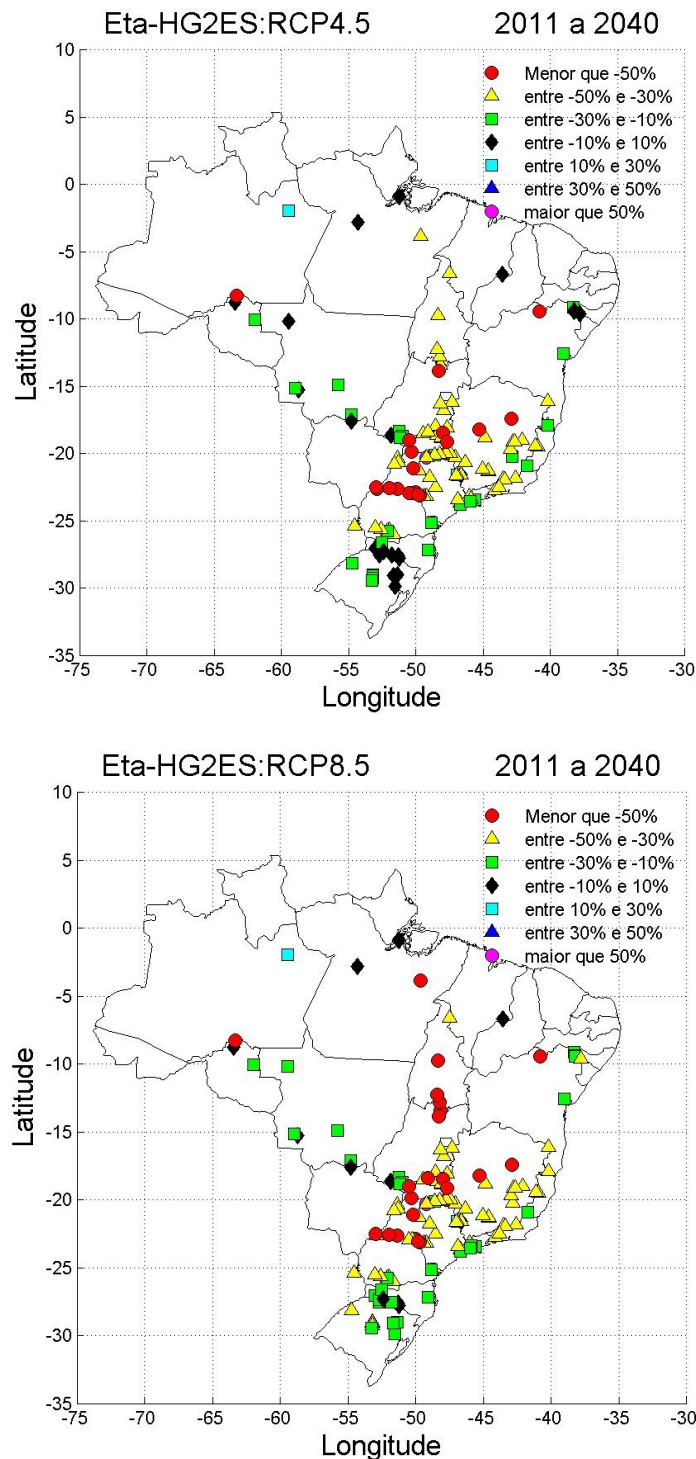 Eta-HG2ES:RCP4.5 2011 a 2040
10
Menor que -50%
5
entre -50% e -30%
entre -30% e -10%
entre -10% e 10%
0
entre 10% e 30%
entre 30% e 50%
maior que 50%
-5
-10
-15
-20
-25
-30
-35
Latitude
-75 -70 -65 -60 -55 -50 -45 -40 -35 -30
Longitude
Eta-HG2ES:RCP8.5 2011 a 2040
10
Menor que -50%
5
entre -50% e -30%
entre -30% e -10%
entre -10% e 10%
0
entre 10% e 30%
entre 30% e 50%
maior que 50%
-5
-10
-15
-20
-25
-30
-35
Latitude
-75 -70 -65 -60 -55 -50 -45 -40 -35 -30
Longitude